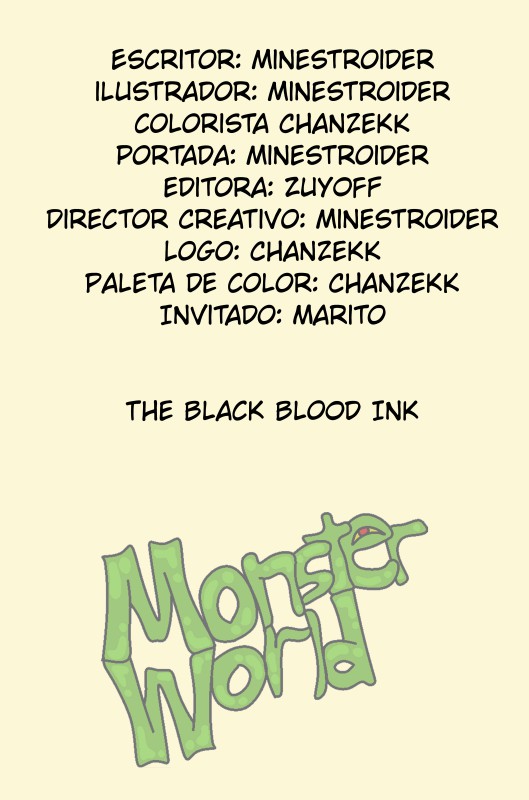 ESCRITOR: MINESTROIDER
ILUSTRADOR: MINESTROIDER
COLORISTA CHANZEKK
PORTADA: MINESTROIDER
EDITORA: ZUYOFF
DIRECTOR CREATIVO: MINESTROIDER
LOGO: CHANZEKK
PALETA DE COLOR: CHANZEKK
INVITADO: MARITO
THE BLACK BLOOD INK
Monster
World